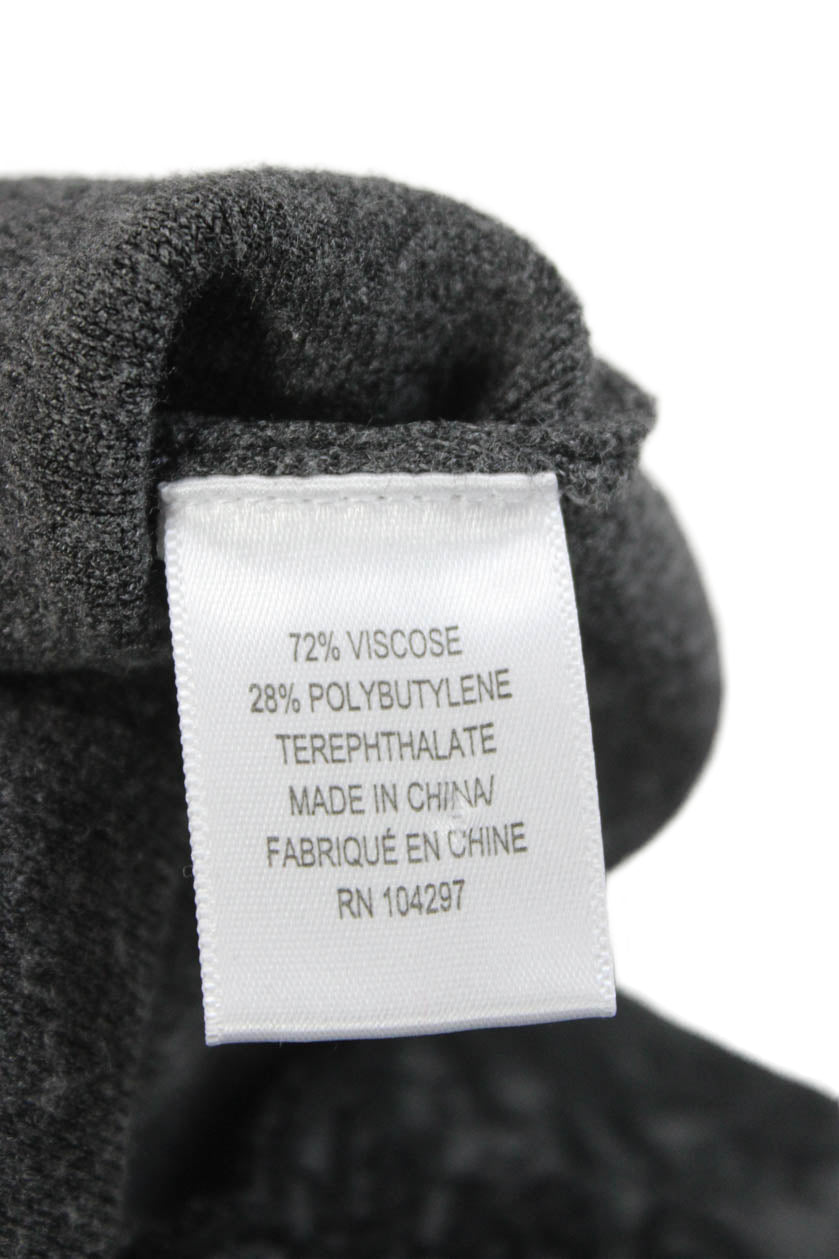 72% VISCOSE
28% POLYBUTYLENE
TEREPHTHALATE
MADE IN CHINA/
FABRIQUÉ EN CHINE
RN 104297